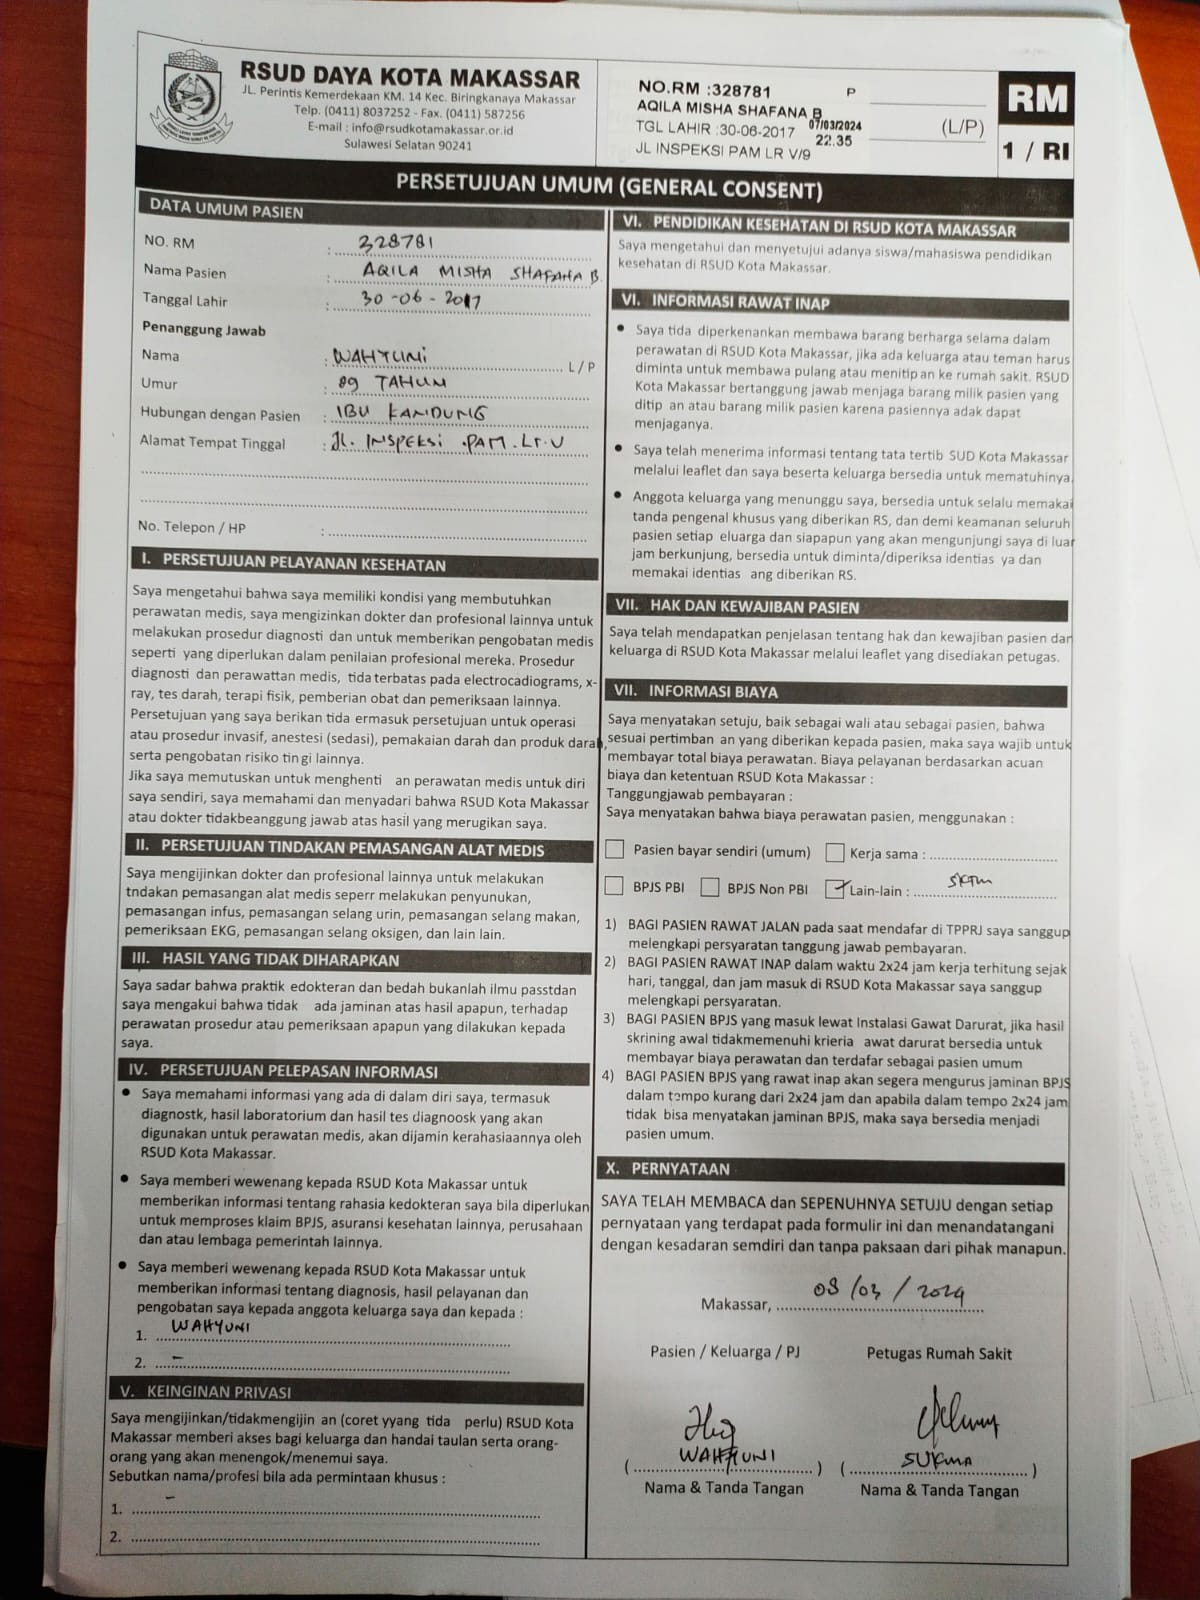 RSUD DAYA KOTA MAKASSAR
JL. Perintis Kemerdekaan KM. 14 Kec. Biringkanaya Makassar
Telp. (0411) 8037252 - Fax. (0411) 587256
E-mail : info@rsudkotamakassar.or.id
Sulawesi Selatan 90241
NO.RM :328781 P
AQILA MISHA SHAFANA B
TGL LAHIR :30-06-2017 07/03/2024
22.35
JL INSPEKSI PAM LR V/9
(L/P)
RM
1 / RI
PERSETUJUAN UMUM (GENERAL CONSENT)
DATA UMUM PASIEN
NO. RM : 328781
Nama Pasien : AQILA MISHA SHAFANA B.
Tanggal Lahir : 30-06-2017
Penanggung Jawab
Nama : WAHYUNI L / P
Umur : 89 TAHUN
Hubungan dengan Pasien : IBU KANDUNG
Alamat Tempat Tinggal : JL. INSPEKSI .PAM.Lr.V
No. Telepon / HP :
I. PERSETUJUAN PELAYANAN KESEHATAN
Saya mengetahui bahwa saya memiliki kondisi yang membutuhkan
perawatan medis, saya mengizinkan dokter dan profesional lainnya untuk
melakukan prosedur diagnosti dan untuk memberikan pengobatan medis
seperti yang diperlukan dalam penilaian profesional mereka. Prosedur
diagnosti dan perawattan medis, tida terbatas pada electrocadiograms, x-
ray, tes darah, terapi fisik, pemberian obat dan pemeriksaan lainnya.
Persetujuan yang saya berikan tida ermasuk persetujuan untuk operasi
atau prosedur invasif, anestesi (sedasi), pemakaian darah dan produk darah,
serta pengobatan risiko tin gi lainnya.
Jika saya memutuskan untuk menghenti an perawatan medis untuk diri
saya sendiri, saya memahami dan menyadari bahwa RSUD Kota Makassar
atau dokter tidakbeanggung jawab atas hasil yang merugikan saya.
II. PERSETUJUAN TINDAKAN PEMASANGAN ALAT MEDIS
Saya mengijinkan dokter dan profesional lainnya untuk melakukan
tndakan pemasangan alat medis seperr melakukan penyunukan,
pemasangan infus, pemasangan selang urin, pemasangan selang makan,
pemeriksaan EKG, pemasangan selang oksigen, dan lain lain.
III. HASIL YANG TIDAK DIHARAPKAN
Saya sadar bahwa praktik edokteran dan bedah bukanlah ilmu passtdan
saya mengakui bahwa tidak ada jaminan atas hasil apapun, terhadap
perawatan prosedur atau pemeriksaan apapun yang dilakukan kepada
saya.
IV. PERSETUJUAN PELEPASAN INFORMASI
• Saya memahami informasi yang ada di dalam diri saya, termasuk
diagnostk, hasil laboratorium dan hasil tes diagnoosk yang akan
digunakan untuk perawatan medis, akan dijamin kerahasiaannya oleh
RSUD Kota Makassar.
• Saya memberi wewenang kepada RSUD Kota Makassar untuk
memberikan informasi tentang rahasia kedokteran saya bila diperlukan
untuk memproses klaim BPJS, asuransi kesehatan lainnya, perusahaan
dan atau lembaga pemerintah lainnya.
• Saya memberi wewenang kepada RSUD Kota Makassar untuk
memberikan informasi tentang diagnosis, hasil pelayanan dan
pengobatan saya kepada anggota keluarga saya dan kepada :
1. WAHYUNI
2. -
V. KEINGINAN PRIVASI
Saya mengijinkan/tidakmengijin an (coret yyang tida perlu) RSUD Kota
Makassar memberi akses bagi keluarga dan handai taulan serta orang-
orang yang akan menengok/menemui saya.
Sebutkan nama/profesi bila ada permintaan khusus :
1. -
2.
VI. PENDIDIKAN KESEHATAN DI RSUD KOTA MAKASSAR
Saya mengetahui dan menyetujui adanya siswa/mahasiswa pendidikan
kesehatan di RSUD Kota Makassar.
VI. INFORMASI RAWAT INAP
• Saya tida diperkenankan membawa barang berharga selama dalam
perawatan di RSUD Kota Makassar, jika ada keluarga atau teman harus
diminta untuk membawa pulang atau menitip an ke rumah sakit. RSUD
Kota Makassar bertanggung jawab menjaga barang milik pasien yang
ditip an atau barang milik pasien karena pasiennya adak dapat
menjaganya.
• Saya telah menerima informasi tentang tata tertib SUD Kota Makassar
melalui leaflet dan saya beserta keluarga bersedia untuk mematuhinya.
• Anggota keluarga yang menunggu saya, bersedia untuk selalu memakai
tanda pengenal khusus yang diberikan RS, dan demi keamanan seluruh
pasien setiap eluarga dan siapapun yang akan mengunjungi saya di luar
jam berkunjung, bersedia untuk diminta/diperiksa identias ya dan
memakai identias ang diberikan RS.
VII. HAK DAN KEWAJIBAN PASIEN
Saya telah mendapatkan penjelasan tentang hak dan kewajiban pasien dan
keluarga di RSUD Kota Makassar melalui leaflet yang disediakan petugas.
VII. INFORMASI BIAYA
Saya menyatakan setuju, baik sebagai wali atau sebagai pasien, bahwa
sesuai pertimban an yang diberikan kepada pasien, maka saya wajib untuk
membayar total biaya perawatan. Biaya pelayanan berdasarkan acuan
biaya dan ketentuan RSUD Kota Makassar :
Tanggungjawab pembayaran :
Saya menyatakan bahwa biaya perawatan pasien, menggunakan :
Pasien bayar sendiri (umum) Kerja sama :
BPJS PBI BPJS Non PBI Lain-lain : SKTM
1) BAGI PASIEN RAWAT JALAN pada saat mendafar di TPPRJ saya sanggup
melengkapi persyaratan tanggung jawab pembayaran.
2) BAGI PASIEN RAWAT INAP dalam waktu 2x24 jam kerja terhitung sejak
hari, tanggal, dan jam masuk di RSUD Kota Makassar saya sanggup
melengkapi persyaratan.
3) BAGI PASIEN BPJS yang masuk lewat Instalasi Gawat Darurat, jika hasil
skrining awal tidakmemenuhi krieria awat darurat bersedia untuk
membayar biaya perawatan dan terdafar sebagai pasien umum
4) BAGI PASIEN BPJS yang rawat inap akan segera mengurus jaminan BPJS
dalam tempo kurang dari 2x24 jam dan apabila dalam tempo 2x24 jam
tidak bisa menyatakan jaminan BPJS, maka saya bersedia menjadi
pasien umum.
X. PERNYATAAN
SAYA TELAH MEMBACA dan SEPENUHNYA SETUJU dengan setiap
pernyataan yang terdapat pada formulir ini dan menandatangani
dengan kesadaran semdiri dan tanpa paksaan dari pihak manapun.
Makassar, 08 /03 / 2024
Pasien / Keluarga / PJ Petugas Rumah Sakit
(WAHYUNI) (SUKMA)
Nama & Tanda Tangan Nama & Tanda Tangan